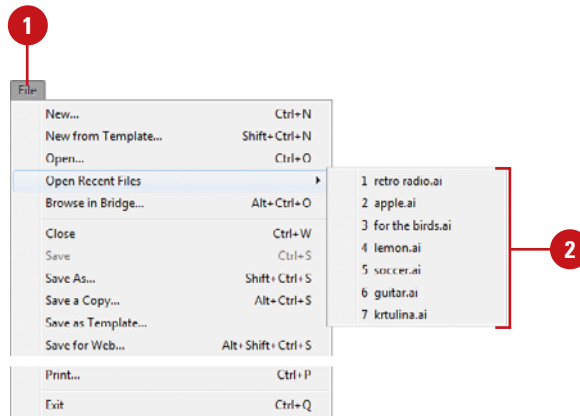 1
File
New... Ctrl+N
New from Template... Shift+Ctrl+N
Open... Ctrl+O
Open Recent Files
1 retro radio.ai
2 apple.ai
3 for the birds.ai
4 lemon.ai
5 soccer.ai
6 guitar.ai
7 krtulina.ai
2
Browse in Bridge... Alt+Ctrl+O
Close Ctrl+W
Save Ctrl+S
Save As... Shift+Ctrl+S
Save a Copy... Alt+Ctrl+S
Save as Template...
Save for Web... Alt+Shift+Ctrl+S
Print... Ctrl+P
Exit Ctrl+Q